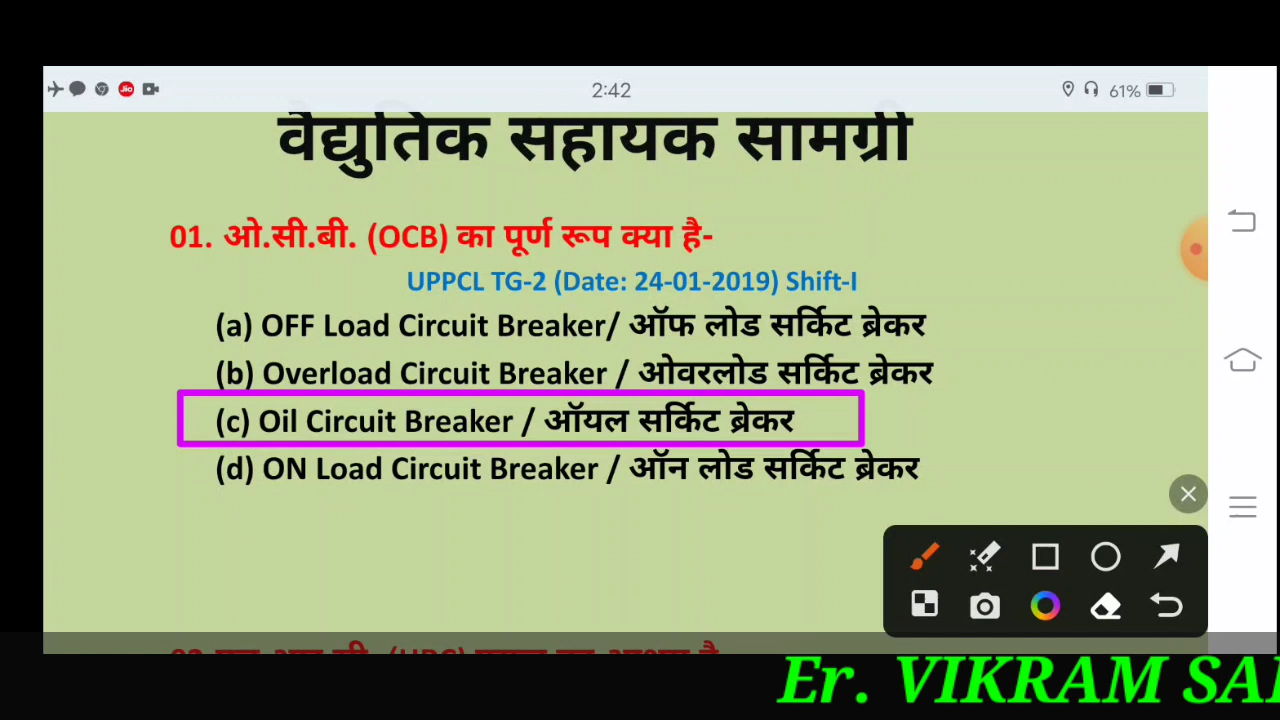 2:42
61%
वैद्युतिक सहायक सामग्री
01. ओ.सी.बी. (OCB) का पूर्ण रूप क्या है-
UPPCL TG-2 (Date: 24-01-2019) Shift-I
(a) OFF Load Circuit Breaker/ ऑफ लोड सर्किट ब्रेकर
(b) Overload Circuit Breaker / ओवरलोड सर्किट ब्रेकर
(c) Oil Circuit Breaker / ऑयल सर्किट ब्रेकर
(d) ON Load Circuit Breaker / ऑन लोड सर्किट ब्रेकर
Er. VIKRAM